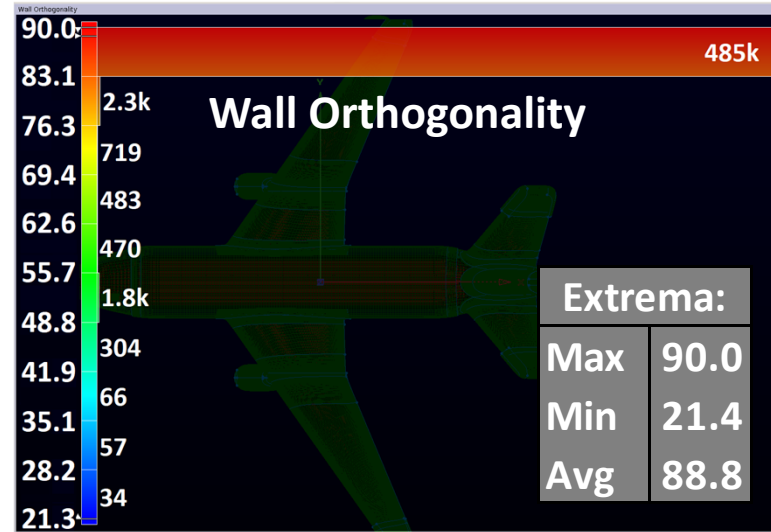 Wall Orthogonality
90.0
485k
83.1
2.3k
Wall Orthogonality
76.3
719
69.4
483
62.6
470
55.7
1.8k
Extrema:
48.8
304
Max 90.0
41.9
66
Min 21.4
35.1
57
Avg 88.8
28.2
34
21.3